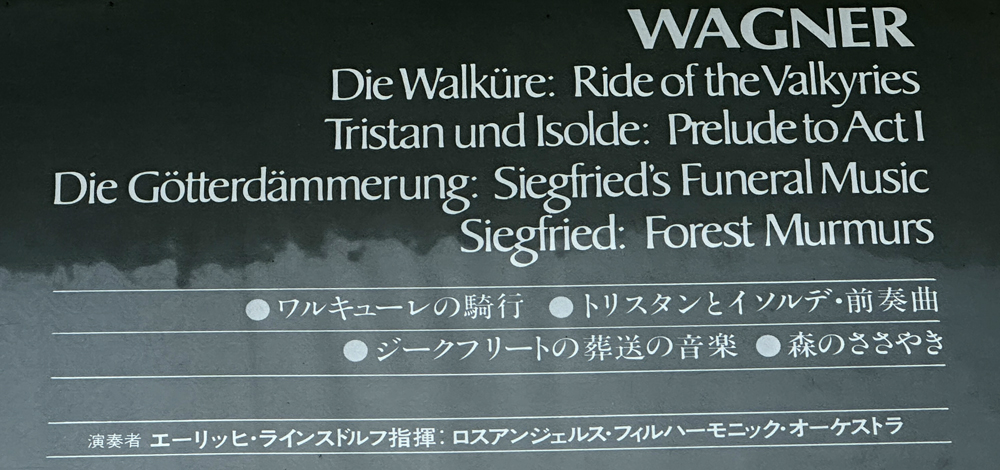 WAGNER
Die Walküre: Ride of the Valkyries
Tristan und Isolde: Prelude to Act I
Die Götterdämmerung: Siegfried's Funeral Music
Siegfried: Forest Murmurs
●ワルキューレの騎行 ●トリスタンとイソルデ・前奏曲
●ジークフリートの葬送の音楽 ●森のささやき
演奏者 エーリッヒ・ラインスドルフ指揮:ロスアンジェルス・フィルハーモニック・オーケストラ